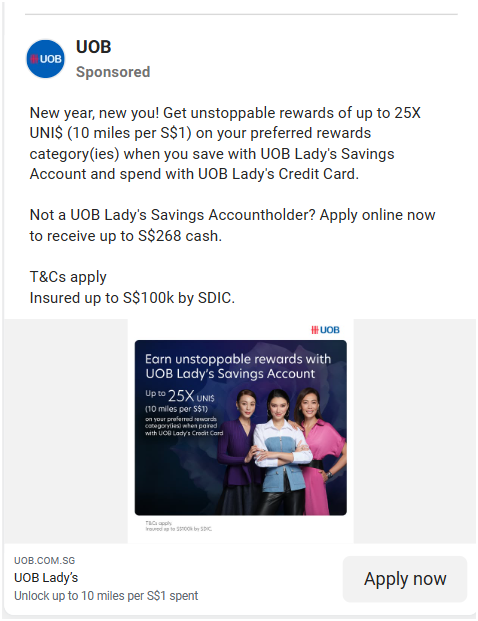 UOB
UOB
Sponsored
New year, new you! Get unstoppable rewards of up to 25X
UNI$ (10 miles per S$1) on your preferred rewards
category(ies) when you save with UOB Lady's Savings
Account and spend with UOB Lady's Credit Card.
Not a UOB Lady's Savings Accountholder? Apply online now
to receive up to S$268 cash.
T&Cs apply
Insured up to S$100k by SDIC.
UOB
Earn unstoppable rewards with
UOB Lady's Savings Account
Up to 25X UNI$
(10 miles per S$1)
on your preferred rewards
category(ies) when paired
with UOB Lady's Credit Card
T&Cs apply
Insured up to S$100k by SDIC.
UOB.COM.SG
UOB Lady's
Unlock up to 10 miles per S$1 spent
Apply now